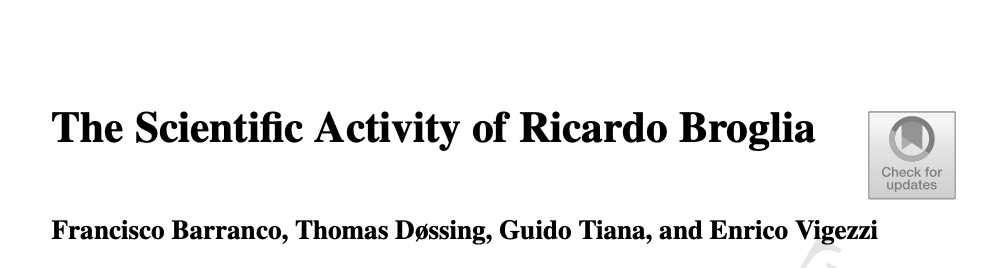 The Scientific Activity of Ricardo Broglia
Check for
updates
Francisco Barranco, Thomas Døssing, Guido Tiana, and Enrico Vigezzi